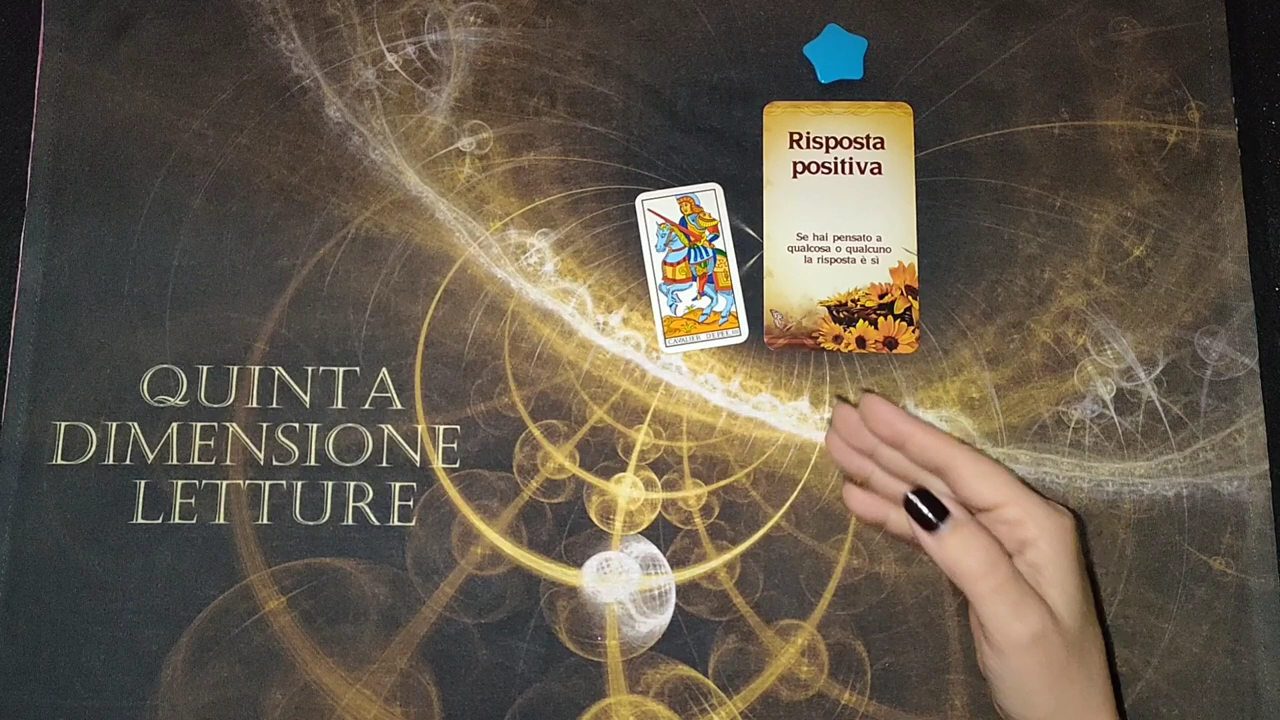 Risposta
positiva
Se hai pensato a
qualcosa o qualcuno
la risposta è sì
QUINTA
DIMENSIONE
LETTURE